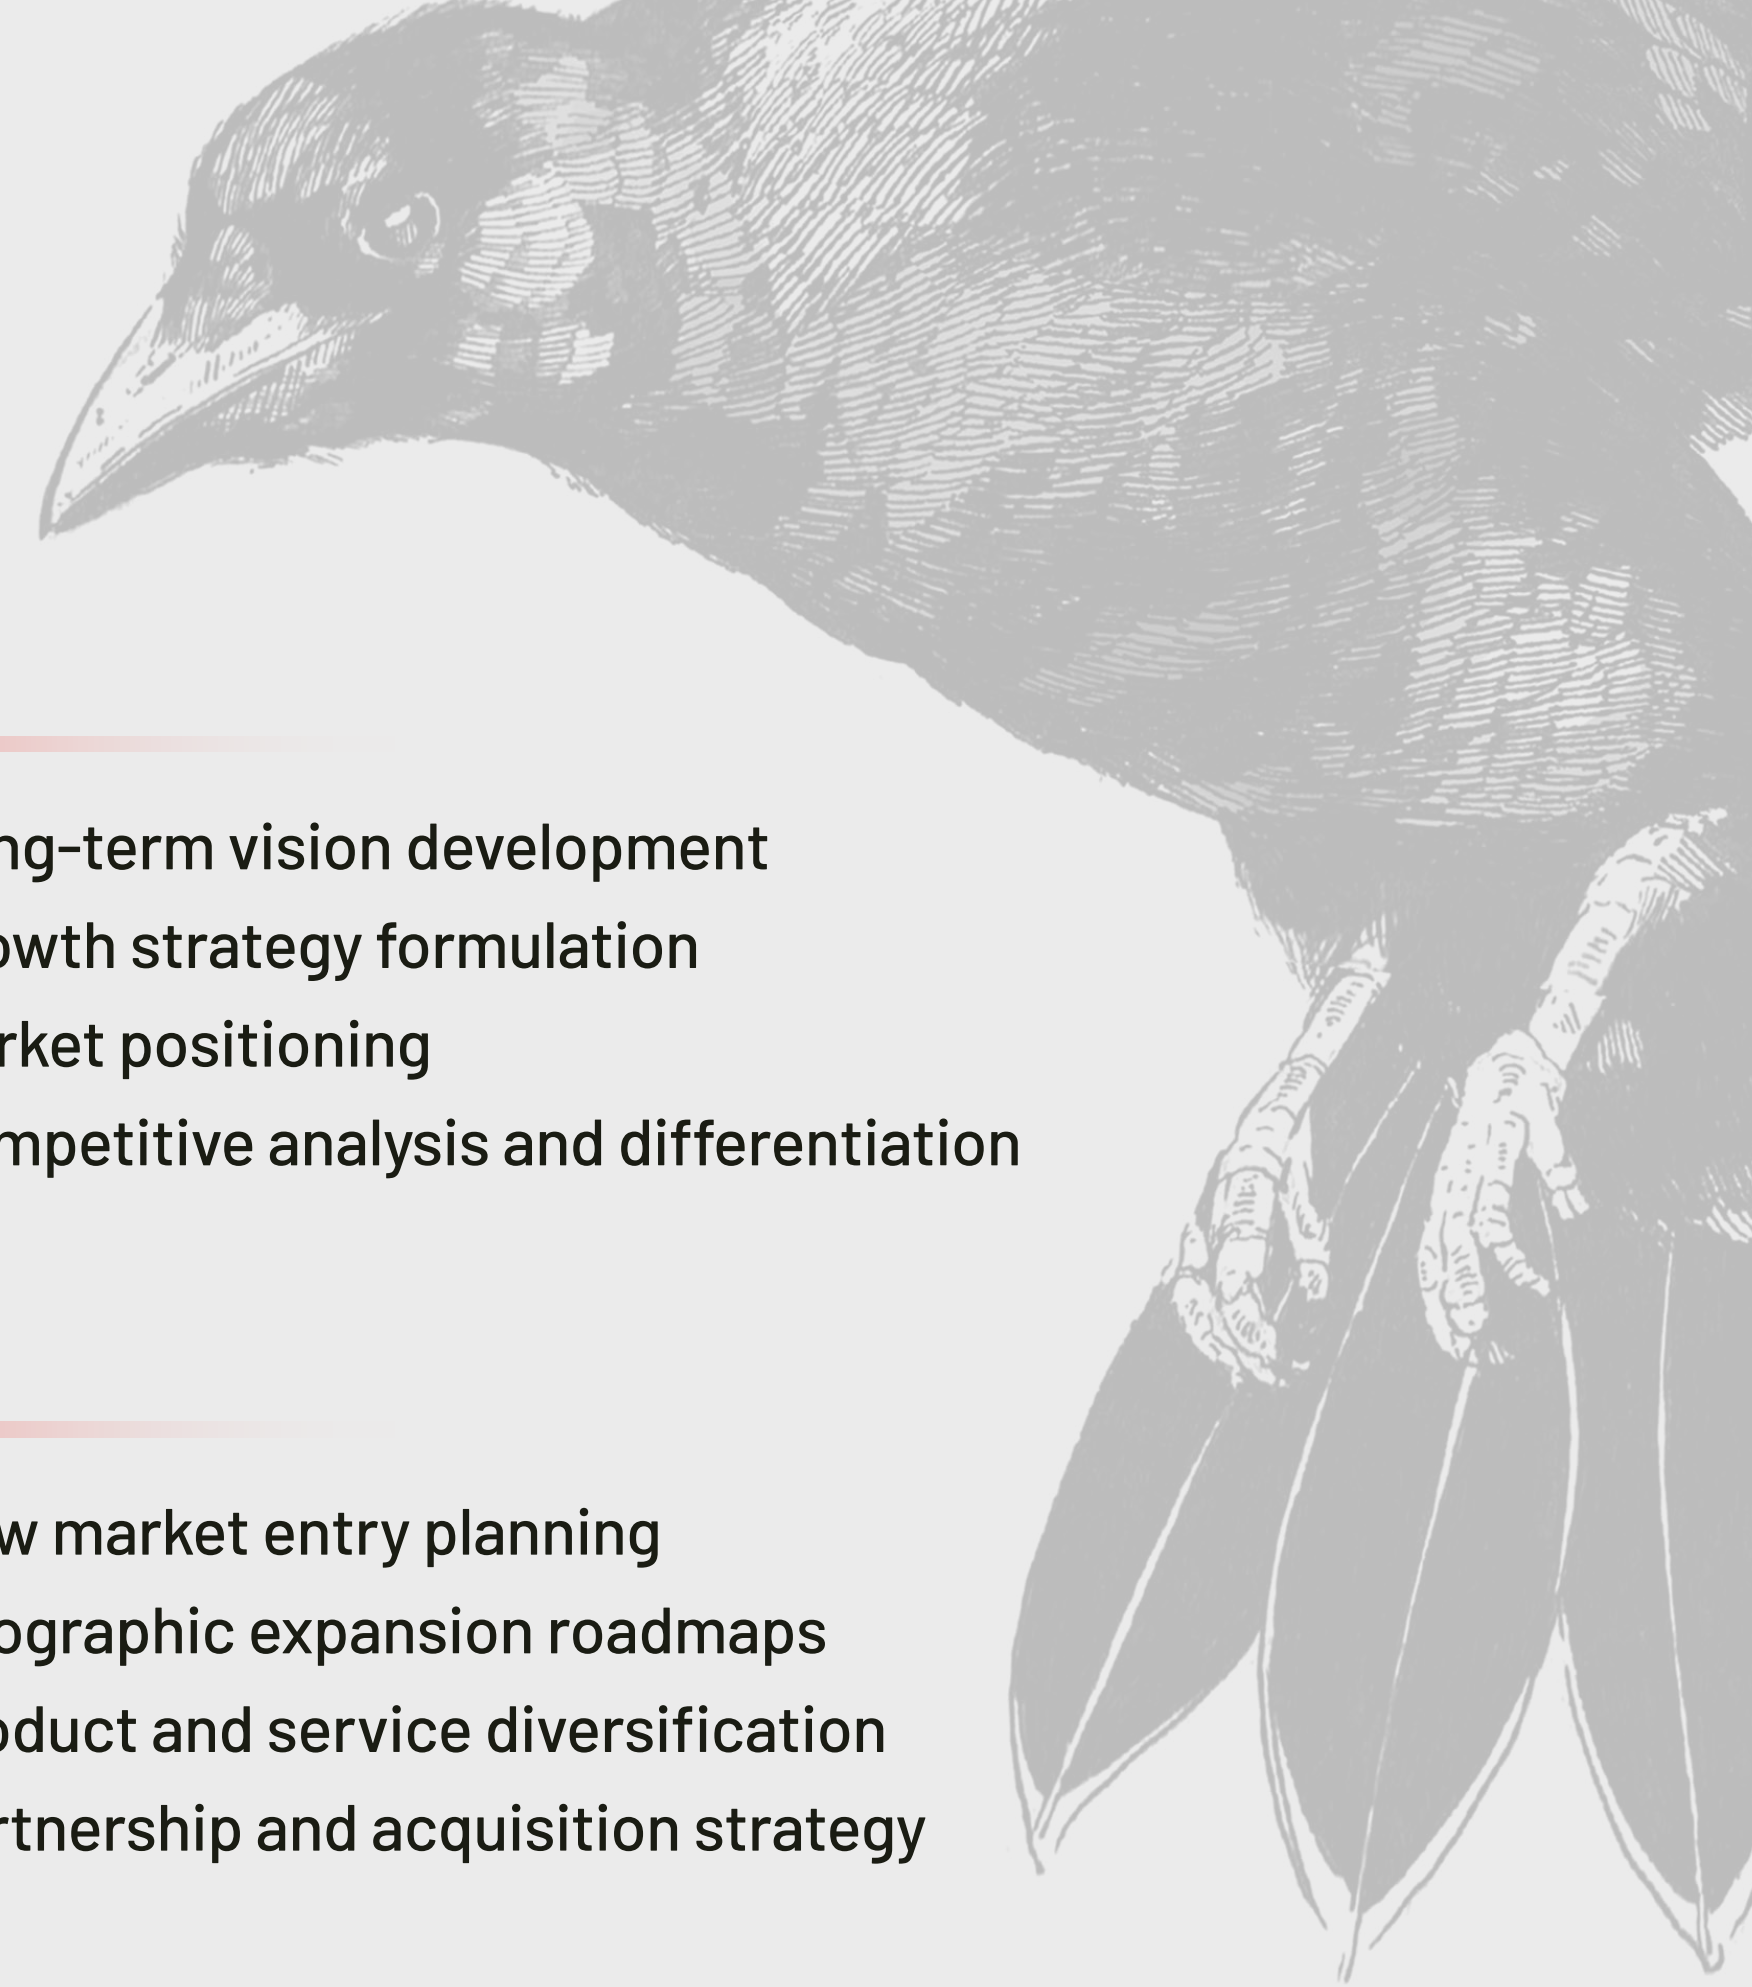 ng-term vision development
owth strategy formulation
rket positioning
mpetitive analysis and differentiation
w market entry planning
ographic expansion roadmaps
oduct and service diversification
rtnership and acquisition strategy